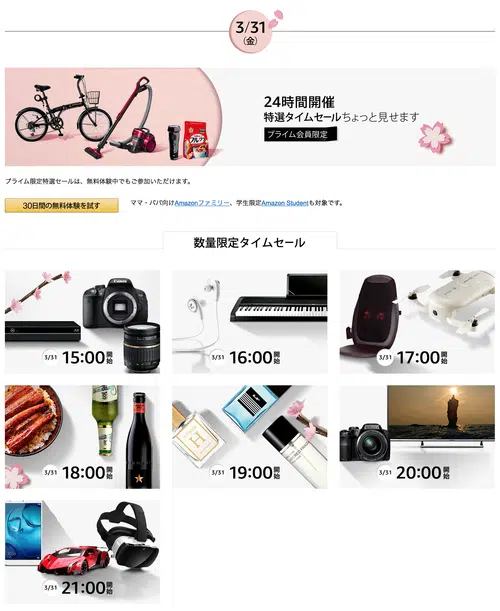 3/31
(金)
24時間開催
特選タイムセールちょっと見せます
プライム会員限定
プライム限定特選セールは、無料体験中でもご参加いただけます。
30日間の無料体験を試す
ママ・パパ向けAmazonファミリー、学生限定Amazon Studentも対象です。
数量限定タイムセール
Canon
3/31 15:00 開始
3/31 16:00 開始
3/31 17:00 開始
3/31 18:00 開始
3/31 19:00 開始
3/31 20:00 開始
3/31 21:00 開始